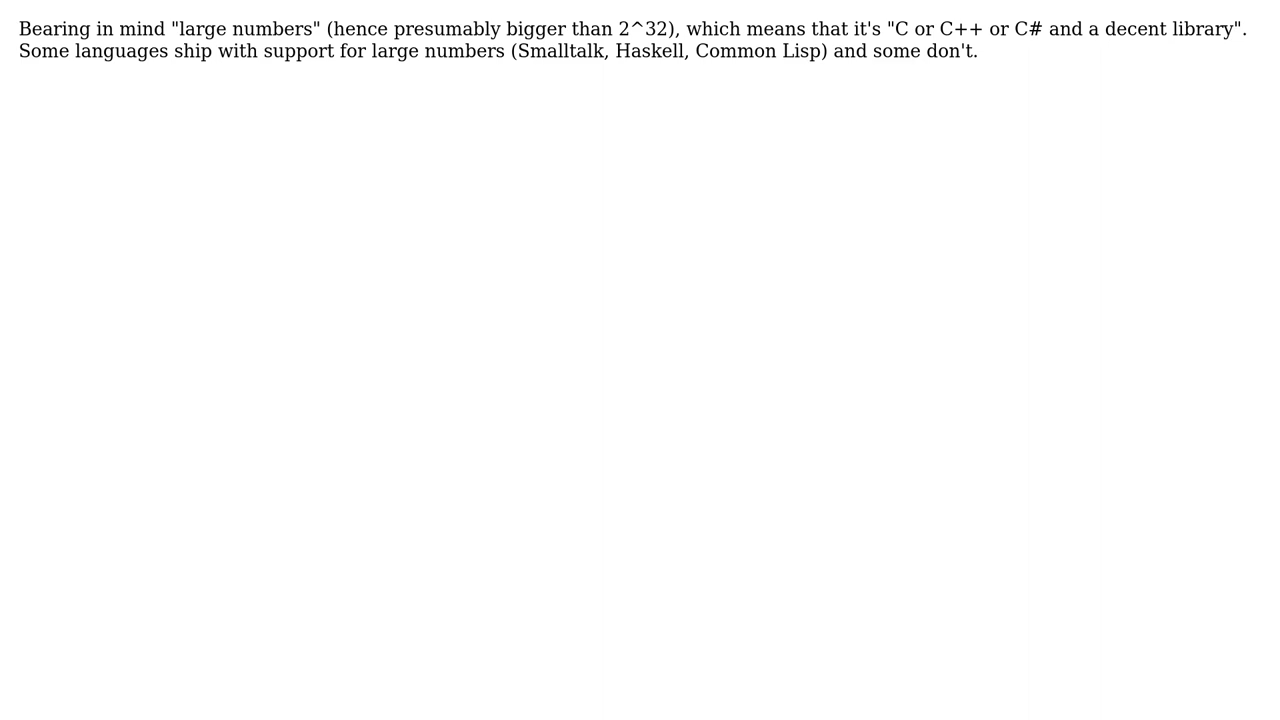 Bearing in mind "large numbers" (hence presumably bigger than 2^32), which means that it's "C or C++ or C# and a decent library".
Some languages ship with support for large numbers (Smalltalk, Haskell, Common Lisp) and some don't.